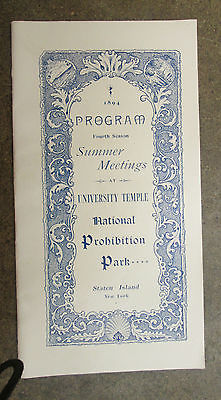 1894
PROGRAM
Fourth Season
Summer
Meetings
AT
UNIVERSITY TEMPLE
National
Prohibition
Park....
Staten Island
New York